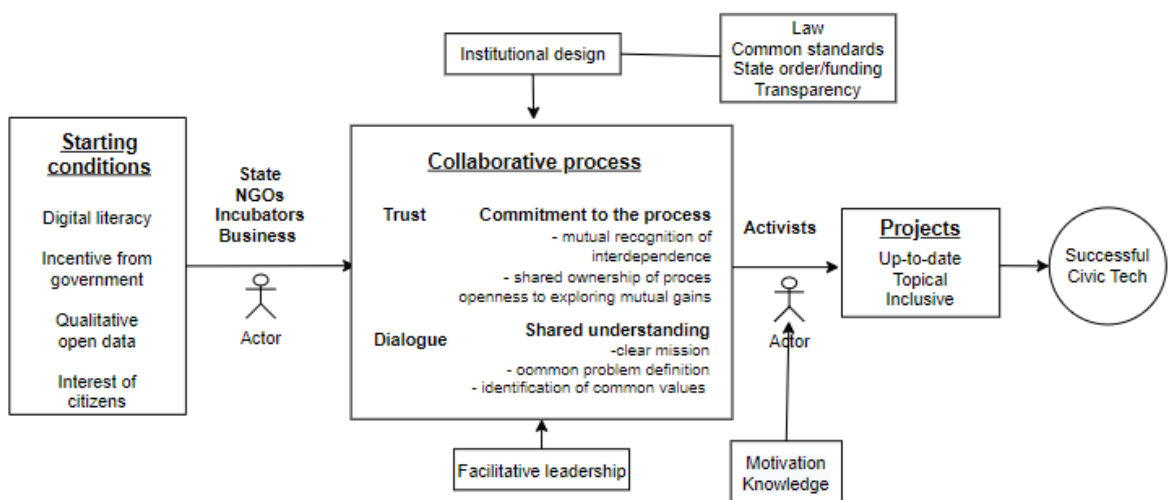 Law
Common standards
State order/funding
Transparency
Institutional design
Starting
conditions
Digital literacy
Incentive from
government
Qualitative
open data
Interest of
citizens
State
NGOs
Incubators
Business
Actor
Collaborative process
Trust
Commitment to the process
- mutual recognition of
interdependence
- shared ownership of proces
openness to exploring mutual gains
Dialogue
Shared understanding
-clear mission
- oommon problem definition
- identification of common values
Facilitative leadership
Activists
Actor
Motivation
Knowledge
Projects
Up-to-date
Topical
Inclusive
Successful
Civic Tech